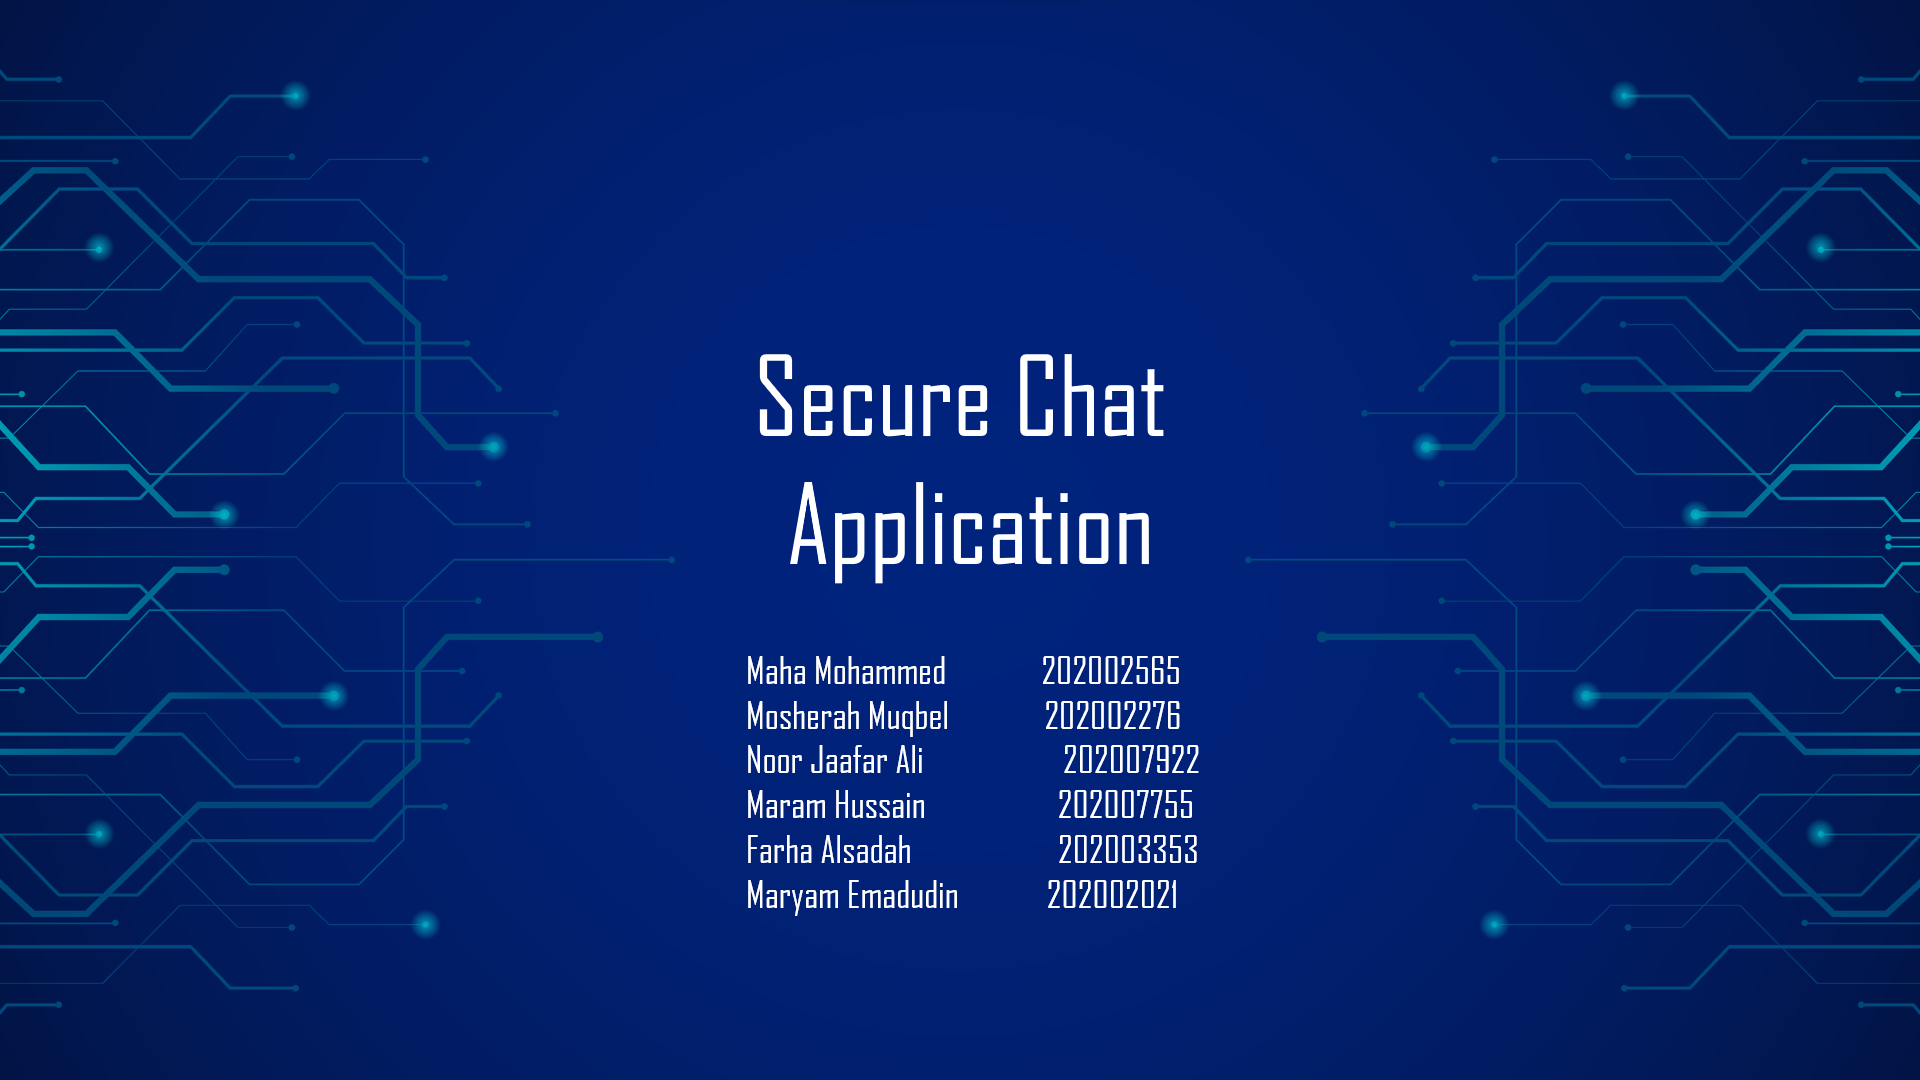 Secure Chat
Application
Maha Mohammed 202002565
Mosherah Muqbel 202002276
Noor Jaafar Ali 202007922
Maram Hussain 202007755
Farha Alsadah 202003353
Maryam Emadudin 202002021